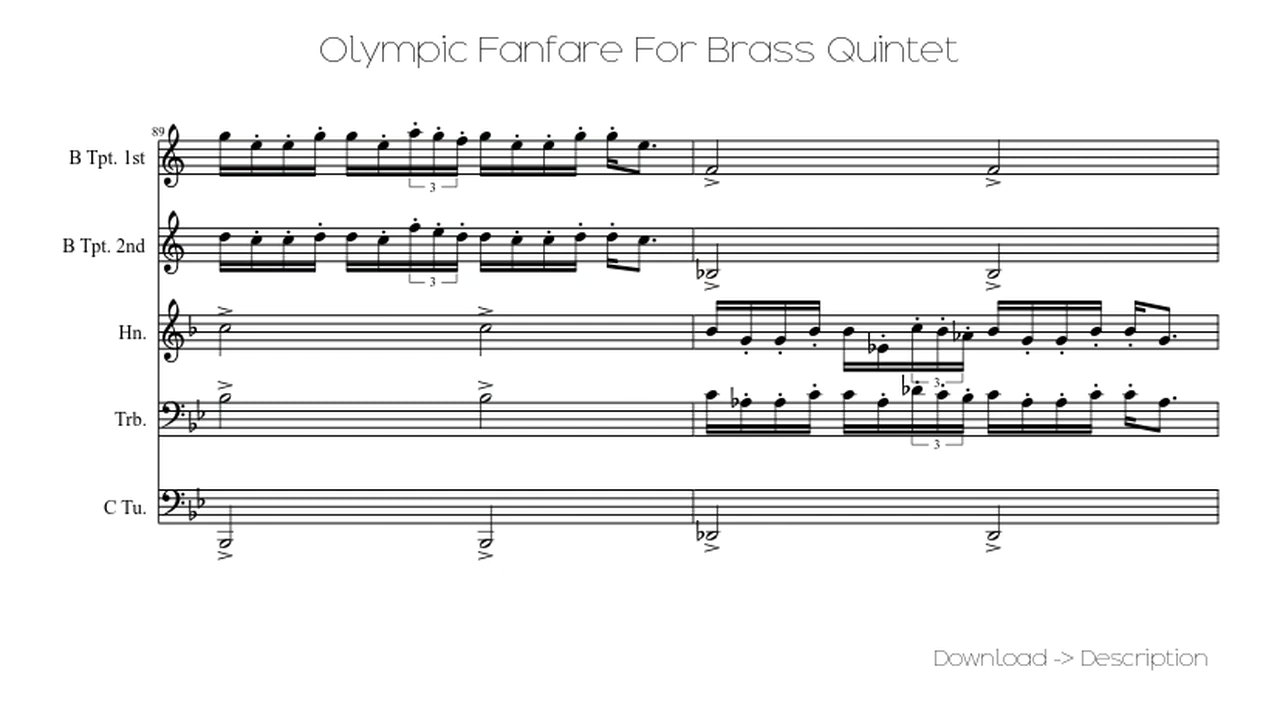 Olympic Fanfare For Brass Quintet
89
B Tpt. 1st
3
B Tpt. 2nd
3
Hn.
3
Trb.
3
C Tu.
Download -> Description